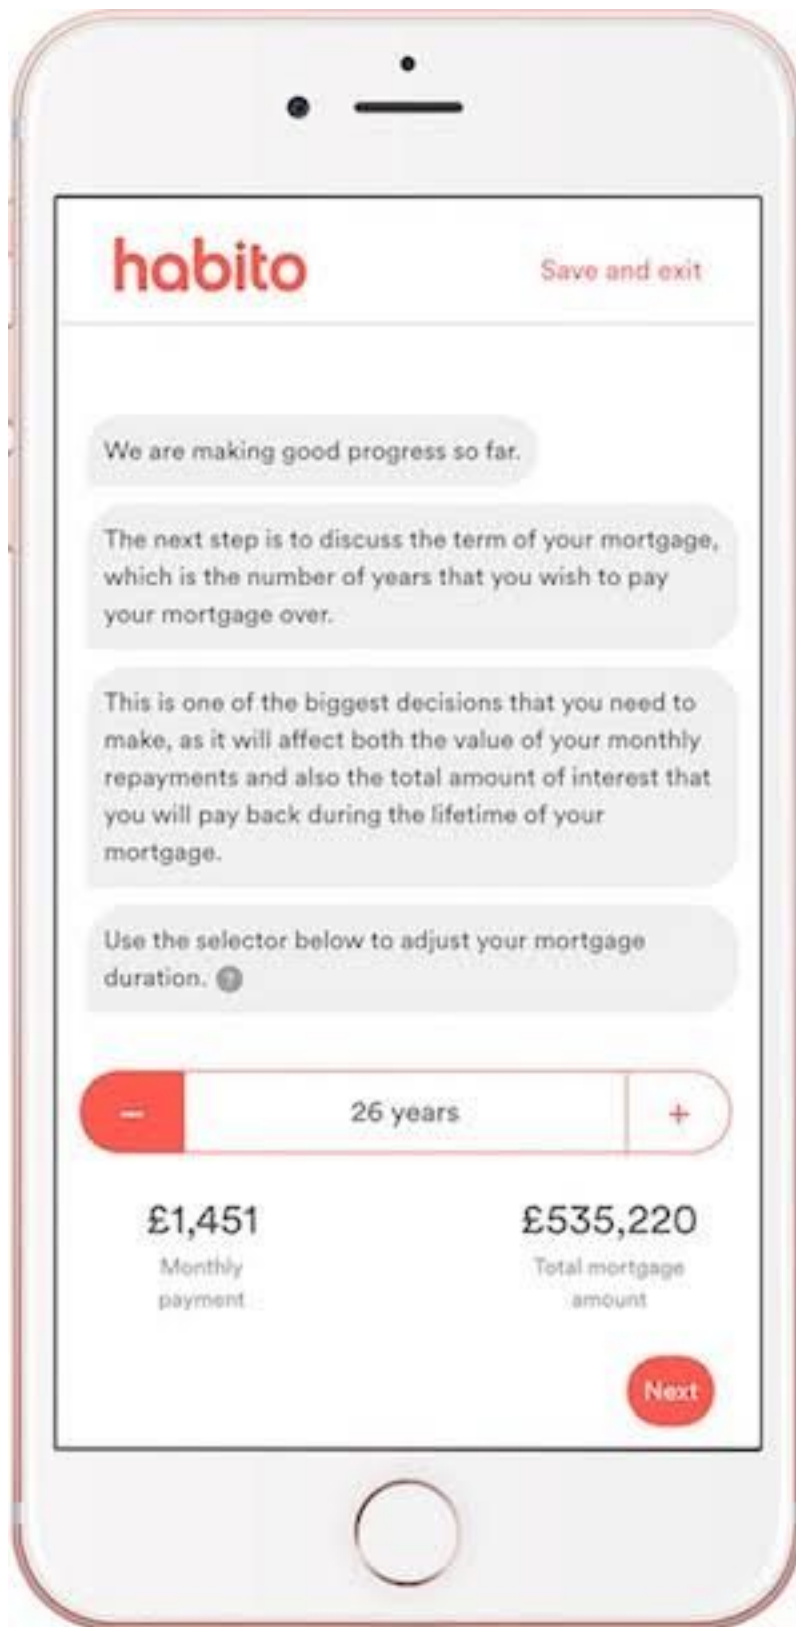 habito
Save and exit
We are making good progress so far.
The next step is to discuss the term of your mortgage,
which is the number of years that you wish to pay
your mortgage over.
This is one of the biggest decisions that you need to
make, as it will affect both the value of your monthly
repayments and also the total amount of interest that
you will pay back during the lifetime of your
mortgage.
Use the selector below to adjust your mortgage
duration. ?
− 26 years +
£1,451 £535,220
Monthly Total mortgage
payment amount
Next